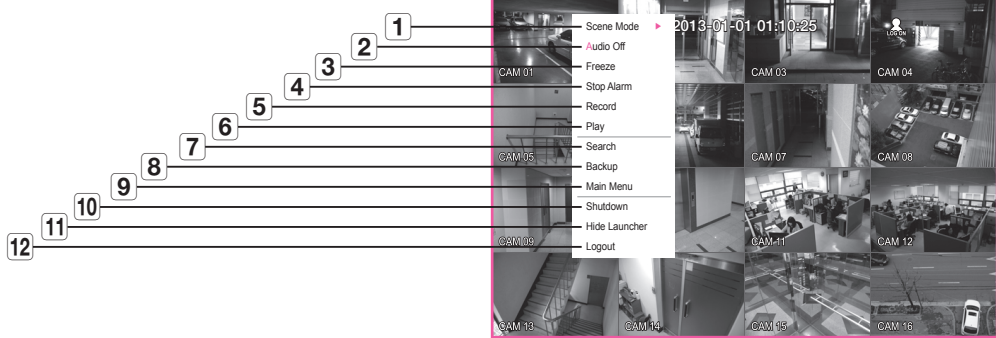 1 Scene Mode 2013-01-01 01:10:25
LOG ON
2 Audio Off
3 Freeze
CAM 01 CAM 03 CAM 04
4 Stop Alarm
5 Record
6 Play
7 Search
CAM 05 CAM 07 CAM 08
8 Backup
9 Main Menu
10 Shutdown
11 Hide Launcher
CAM 09 CAM 11 CAM 12
12 Logout
CAM 13 CAM 14 CAM 15 CAM 16